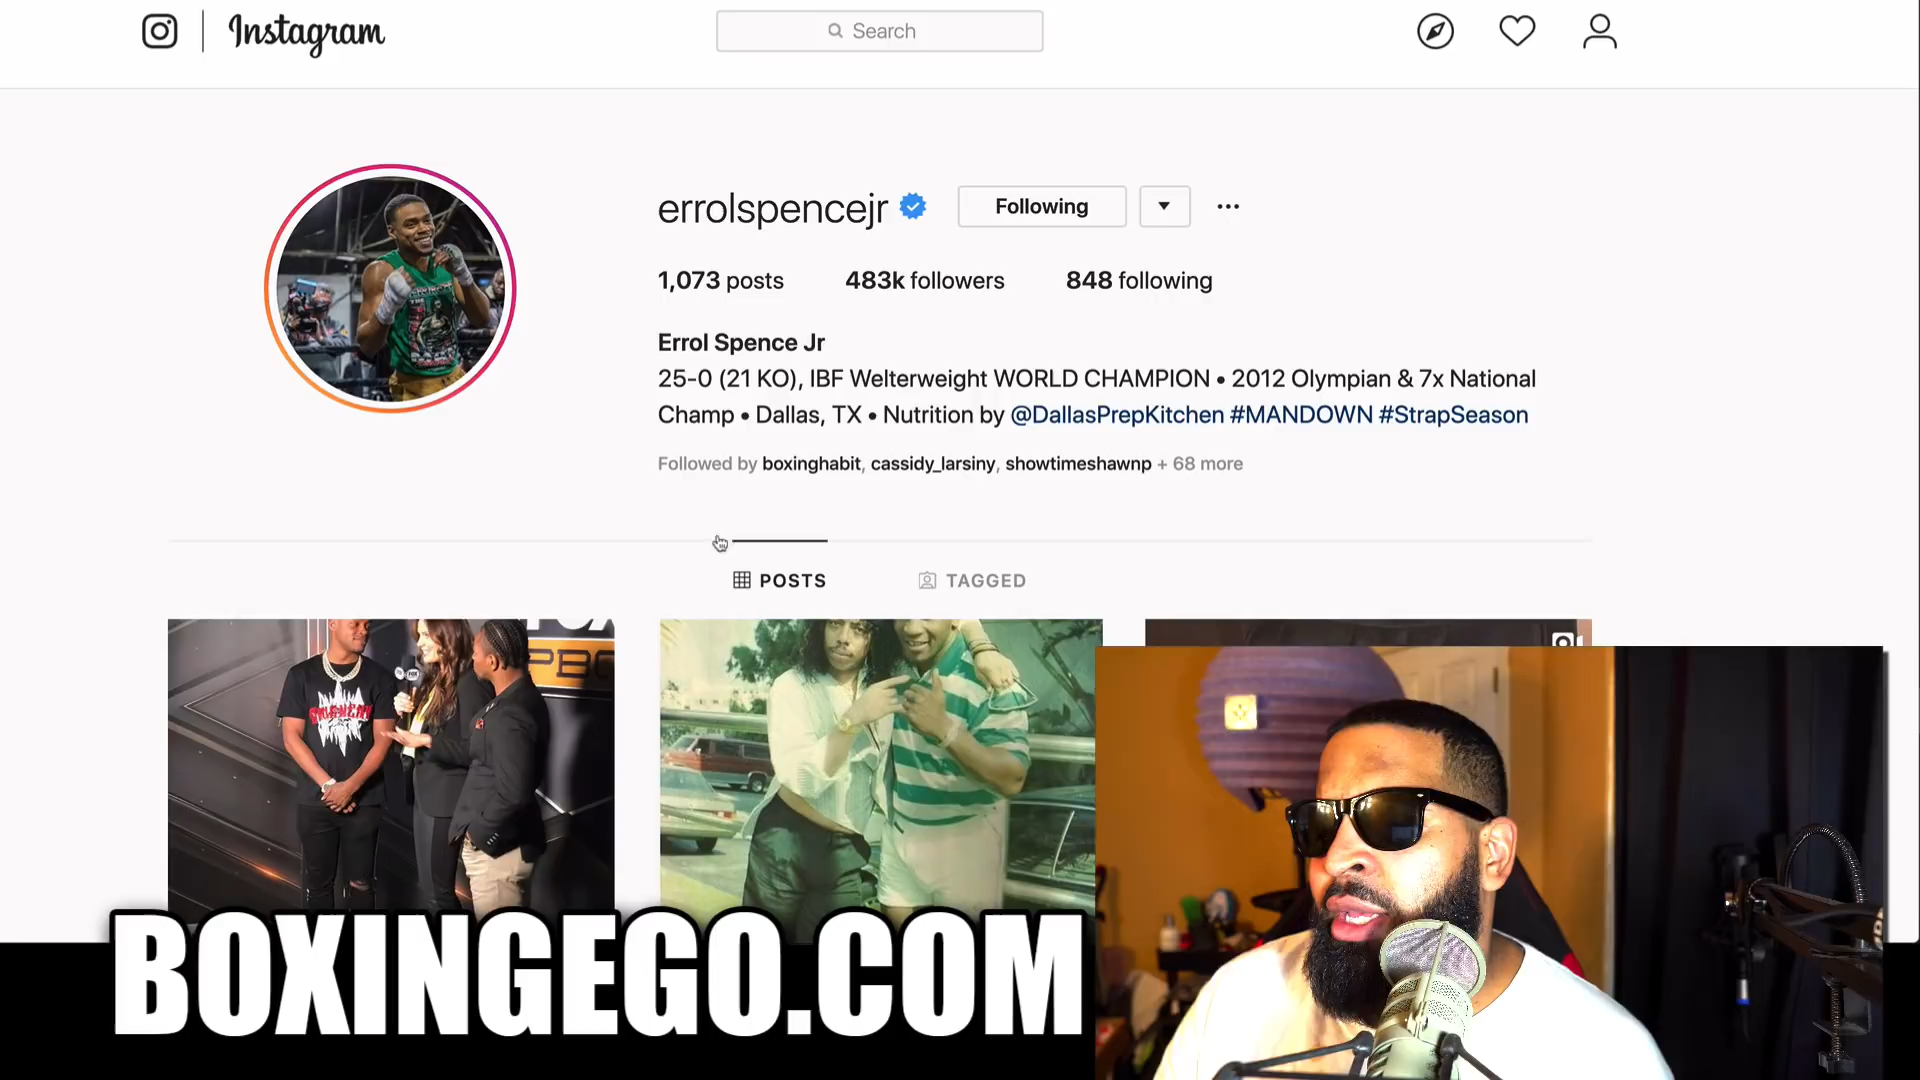 Instagram
Search
errolspencejr
Following
1,073 posts
483k followers
848 following
Errol Spence Jr
25-0 (21 KO), IBF Welterweight WORLD CHAMPION • 2012 Olympian & 7x National
Champ • Dallas, TX • Nutrition by @DallasPrepKitchen #MANDOWN #StrapSeason
Followed by boxinghabit, cassidy_larsiny, showtimeshawnp + 68 more
POSTS
TAGGED
PBC
BOXINGEGO.COM